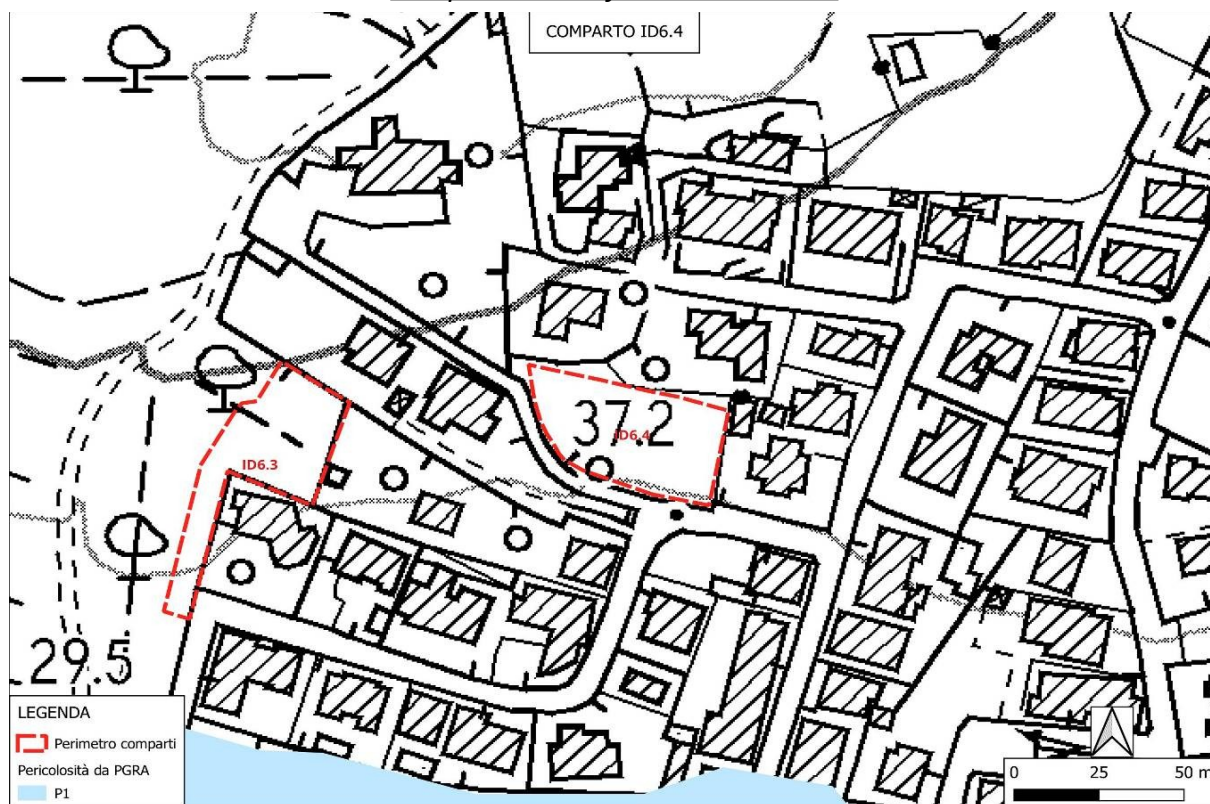 COMPARTO ID6.4
37.2
ID6.4
ID6.3
29.5
LEGENDA
Perimetro comparti
Pericolosità da PGRA
P1
0 25 50 m